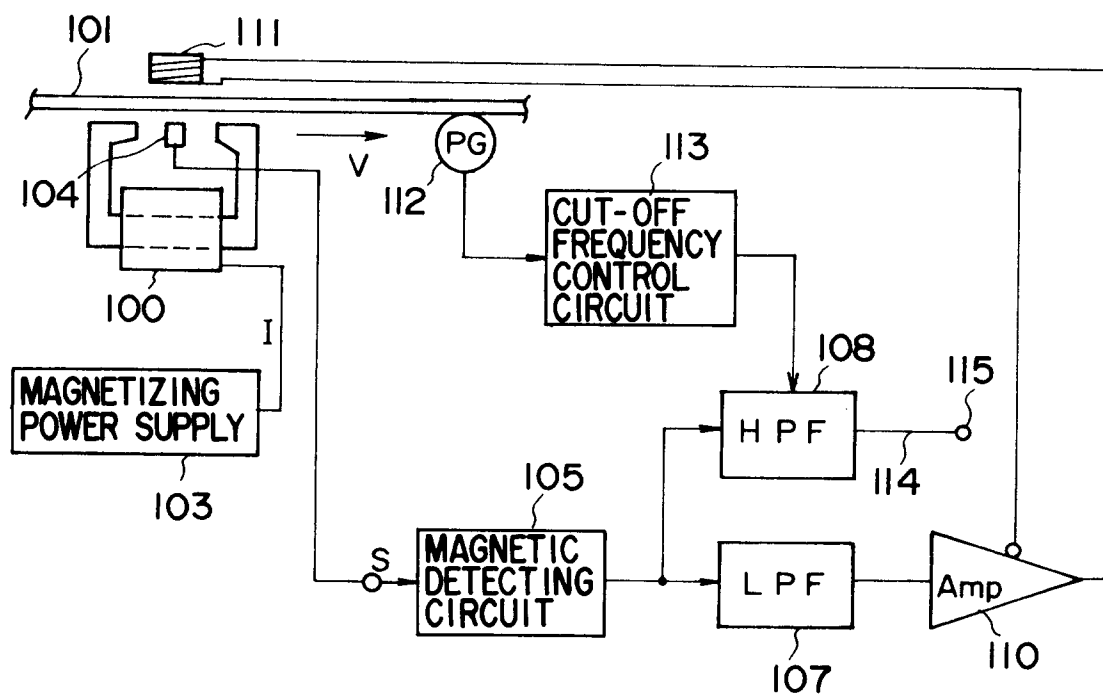 101
111
104
V
PG
112
113
CUT-OFF
FREQUENCY
CONTROL
CIRCUIT
100
I
MAGNETIZING
POWER SUPPLY
103
108
HPF
115
114
105
S
MAGNETIC
DETECTING
CIRCUIT
LPF
107
Amp
110